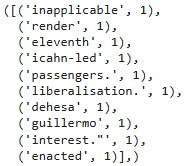 ([[('inapplicable', 1),
('render', 1),
('eleventh', 1),
('icahn-led', 1),
('passengers.', 1),
('liberalisation.', 1),
('dehesa', 1),
('guillermo', 1),
('interest."', 1),
('enacted', 1)],)